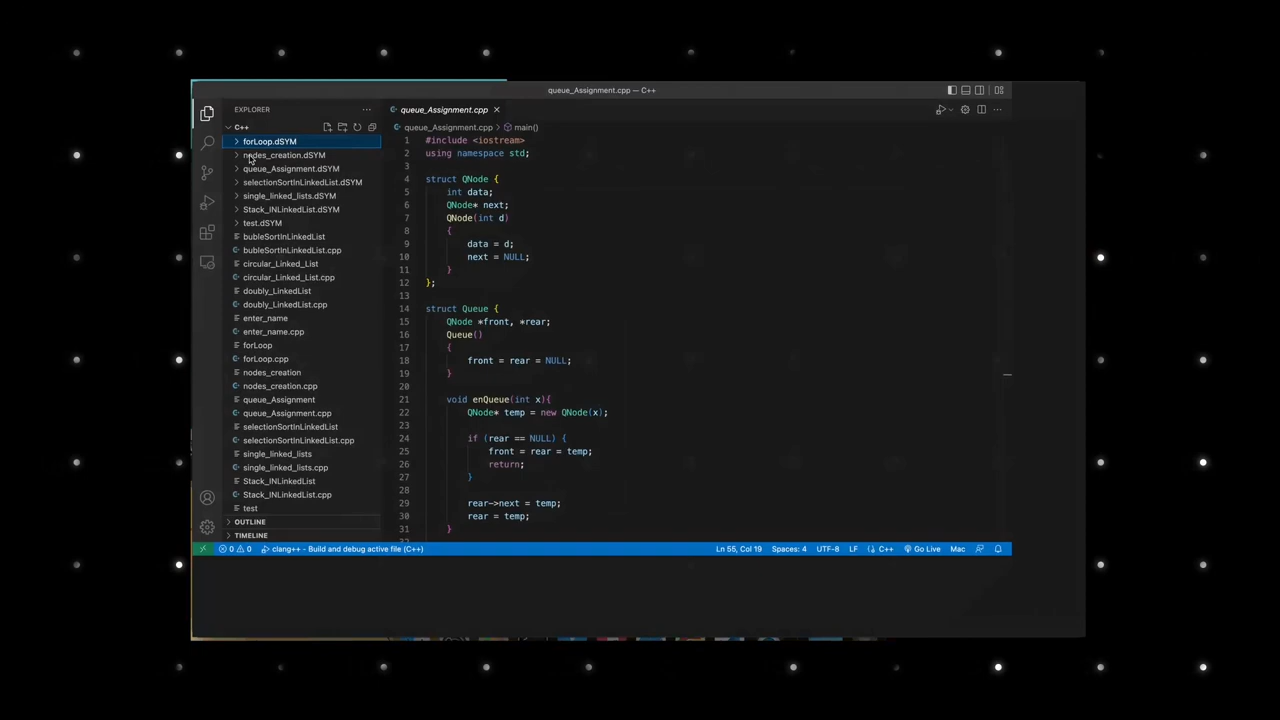 queue_Assignment.cpp — C++
EXPLORER
C++
forLoop.dSYM
nodes_creation.dSYM
queue_Assignment.dSYM
selectionSortInLinkedList.dSYM
single_linked_lists.dSYM
Stack_INLinkedList.dSYM
test.dSYM
bubleSortInLinkedList
bubleSortInLinkedList.cpp
circular_Linked_List
circular_Linked_List.cpp
doubly_LinkedList
doubly_LinkedList.cpp
enter_name
enter_name.cpp
forLoop
forLoop.cpp
nodes_creation
nodes_creation.cpp
queue_Assignment
queue_Assignment.cpp
selectionSortInLinkedList
selectionSortInLinkedList.cpp
single_linked_lists
single_linked_lists.cpp
Stack_INLinkedList
Stack_INLinkedList.cpp
test
OUTLINE
TIMELINE
queue_Assignment.cpp
queue_Assignment.cpp > main()
1 #include <iostream>
2 using namespace std;
3
4 struct QNode {
5 int data;
6 QNode* next;
7 QNode(int d)
8 {
9 data = d;
10 next = NULL;
11 }
12 };
13
14 struct Queue {
15 QNode *front, *rear;
16 Queue()
17 {
18 front = rear = NULL;
19 }
20
21 void enQueue(int x){
22 QNode* temp = new QNode(x);
23
24 if (rear == NULL) {
25 front = rear = temp;
26 return;
27 }
28
29 rear->next = temp;
30 rear = temp;
31 }
0 0 clang++ - Build and debug active file (C++) Ln 55, Col 19 Spaces: 4 UTF-8 LF C++ Go Live Mac